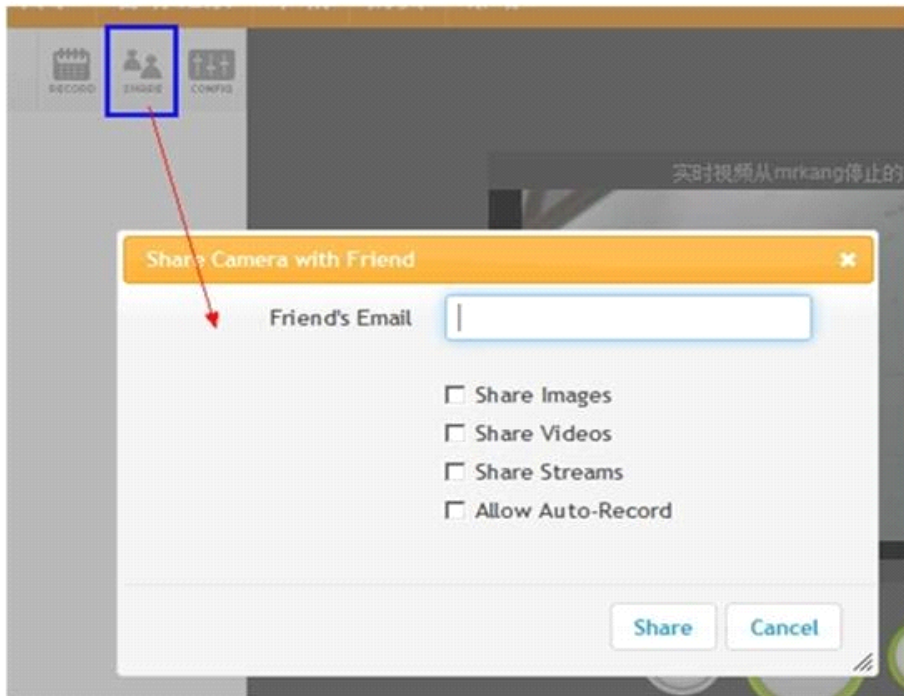 RECORD SHARE CONFIG
实时视频从mrkang停止的
Share Camera with Friend
Friend's Email
Share Images
Share Videos
Share Streams
Allow Auto-Record
Share Cancel